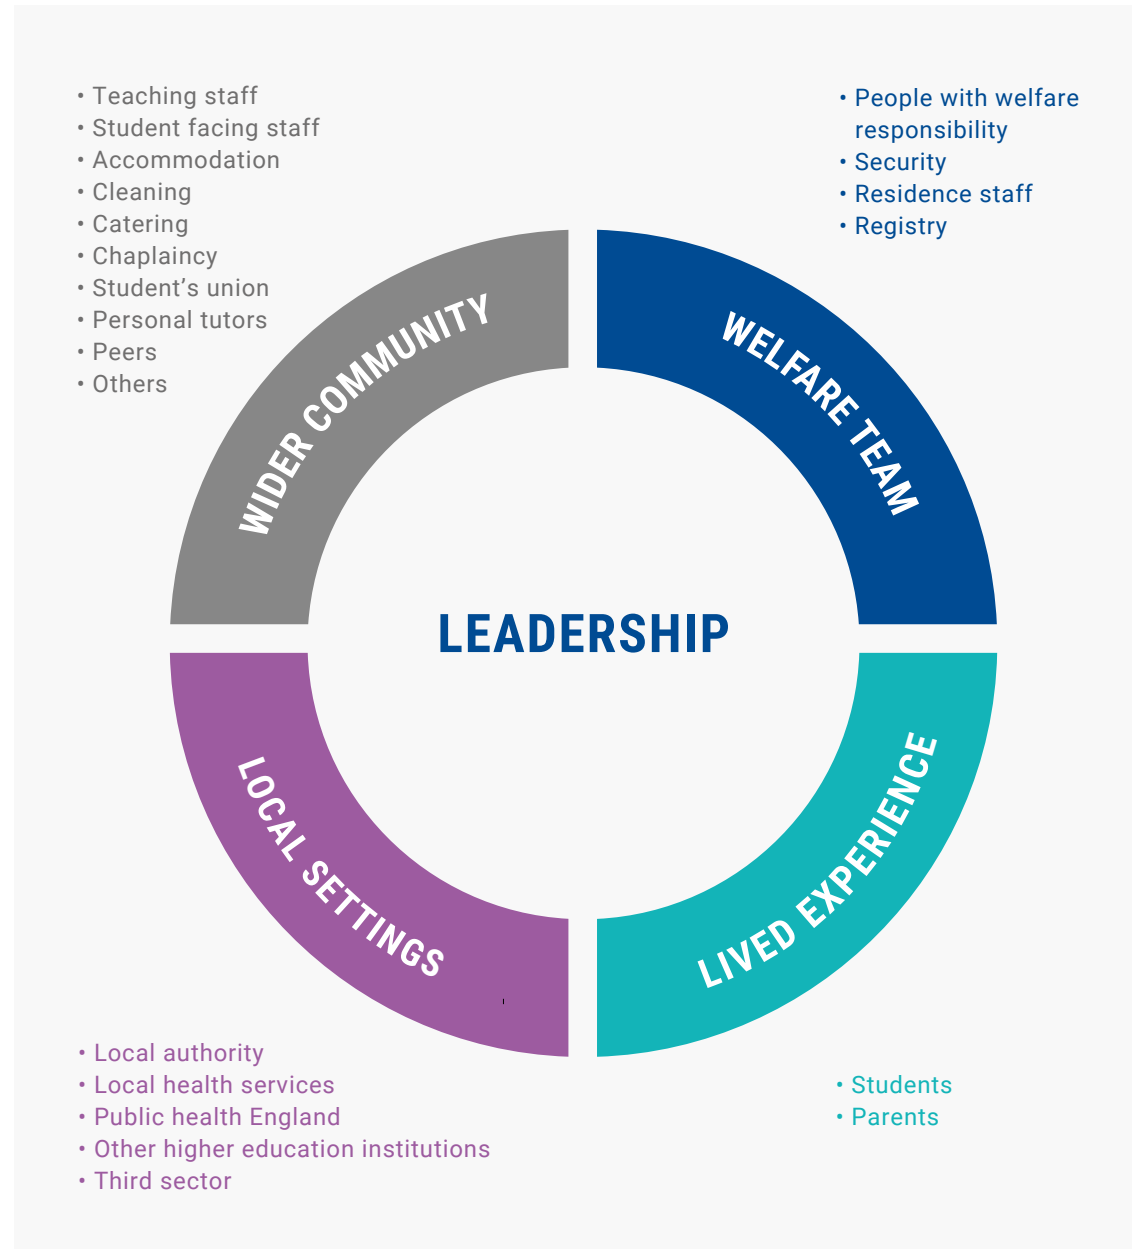 • Teaching staff
• Student facing staff
• Accommodation
• Cleaning
• Catering
• Chaplaincy
• Student’s union
• Personal tutors
• Peers
• Others
• People with welfare
responsibility
• Security
• Residence staff
• Registry
WIDER COMMUNITY
WELFARE TEAM
LEADERSHIP
LOCAL SETTINGS
LIVED EXPERIENCE
• Local authority
• Local health services
• Public health England
• Other higher education institutions
• Third sector
• Students
• Parents